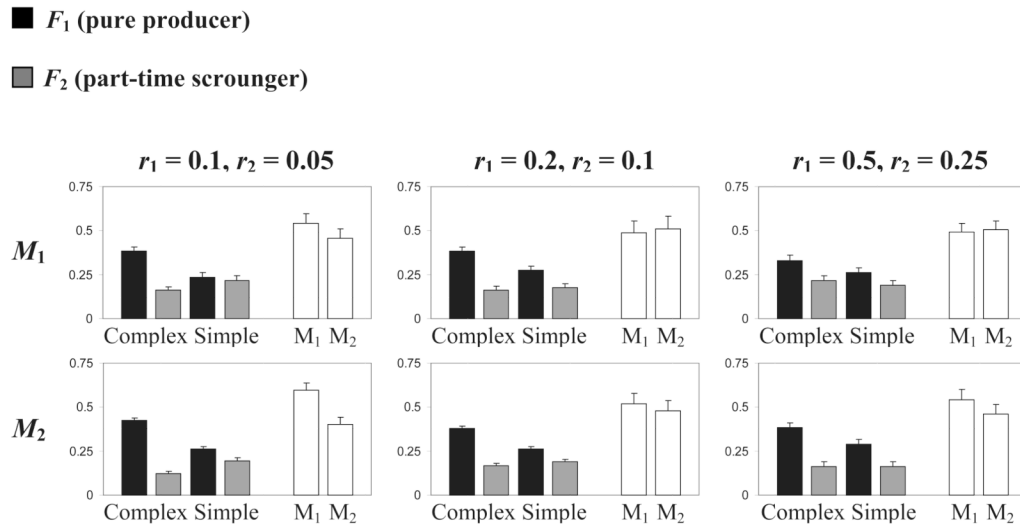 F₁ (pure producer)
F₂ (part-time scrounger)
r₁ = 0.1, r₂ = 0.05
r₁ = 0.2, r₂ = 0.1
r₁ = 0.5, r₂ = 0.25
M₁
0.75
0.5
0.25
0
Complex Simple M₁ M₂
0.75
0.5
0.25
0
Complex Simple M₁ M₂
0.75
0.5
0.25
0
Complex Simple M₁ M₂
M₂
0.75
0.5
0.25
0
Complex Simple M₁ M₂
0.75
0.5
0.25
0
Complex Simple M₁ M₂
0.75
0.5
0.25
0
Complex Simple M₁ M₂